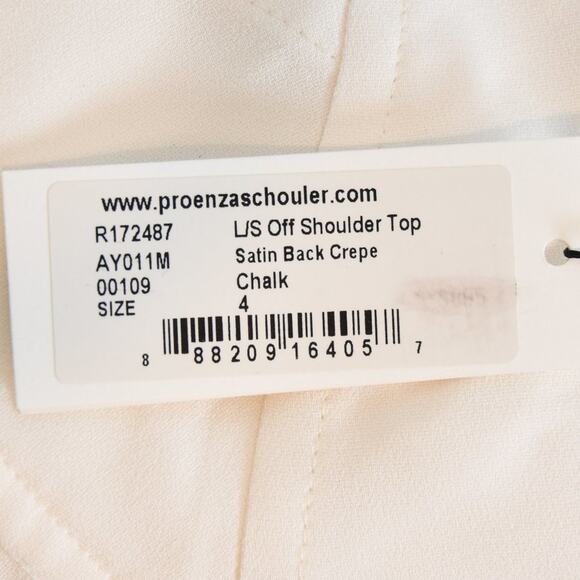 www.proenzaschouler.com
R172487 L/S Off Shoulder Top
AY011M Satin Back Crepe
00109 Chalk
SIZE 4
8 88209 16405 7